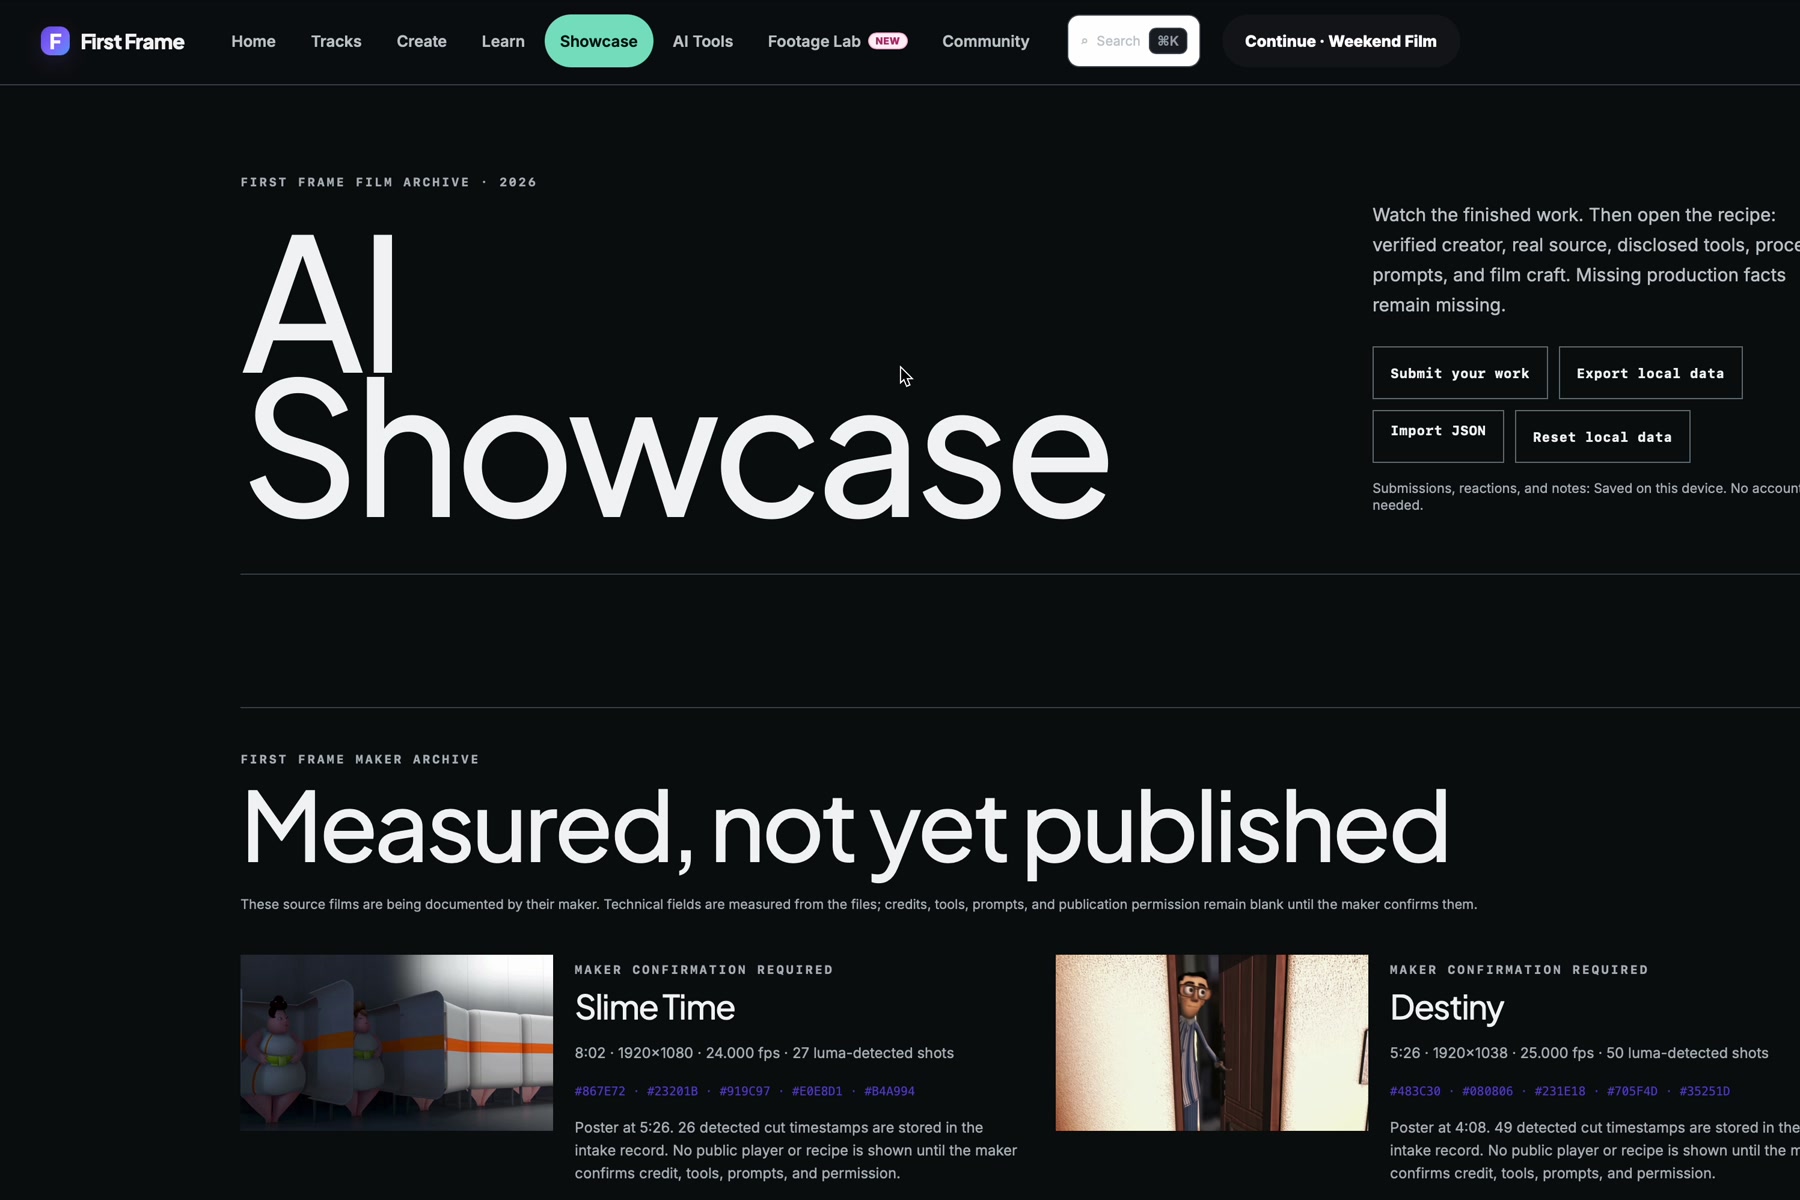 F First Frame
Home
Tracks
Create
Learn
Showcase
AI Tools
Footage Lab NEW
Community
Search ⌘K
Continue · Weekend Film
FIRST FRAME FILM ARCHIVE · 2026
AI
Showcase
Watch the finished work. Then open the recipe:
verified creator, real source, disclosed tools,
prompts, and film craft. Missing production facts
remain missing.
Submit your work
Export local data
Import JSON
Reset local data
Submissions, reactions, and notes: Saved on this device. No account
needed.
FIRST FRAME MAKER ARCHIVE
Measured, not yet published
These source films are being documented by their maker. Technical fields are measured from the files; credits, tools, prompts, and publication permission remain blank until the maker confirms them.
MAKER CONFIRMATION REQUIRED
Slime Time
8:02 · 1920×1080 · 24.000 fps · 27 luma-detected shots
#867E72 · #23201B · #919C97 · #E0E8D1 · #B4A994
Poster at 5:26. 26 detected cut timestamps are stored in the
intake record. No public player or recipe is shown until the maker
confirms credit, tools, prompts, and permission.
MAKER CONFIRMATION REQUIRED
Destiny
5:26 · 1920×1038 · 25.000 fps · 50 luma-detected shots
#483C30 · #080806 · #231E18 · #705F4D · #35251D
Poster at 4:08. 49 detected cut timestamps are stored in the
intake record. No public player or recipe is shown until the
confirms credit, tools, prompts, and permission.